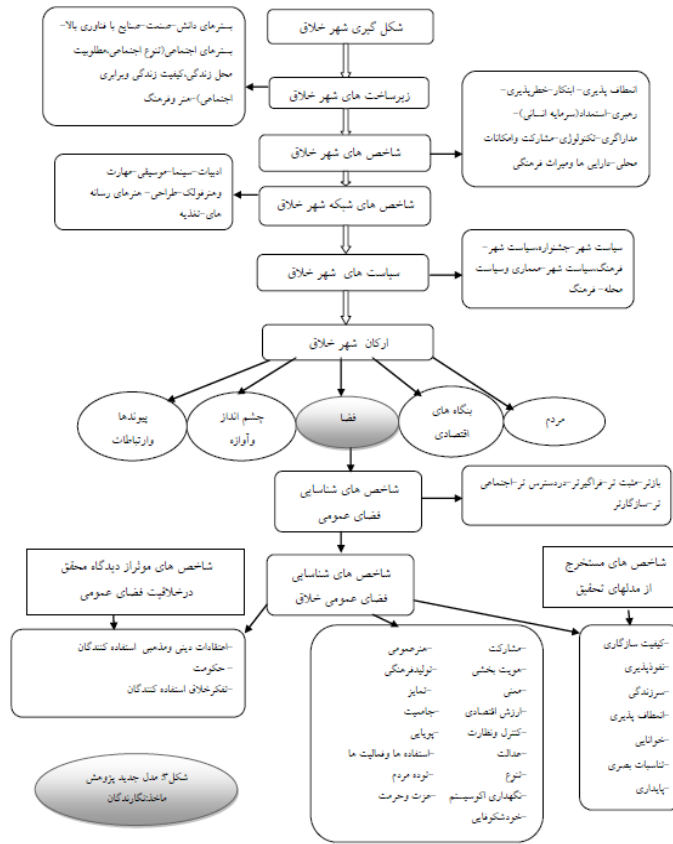 شکل گیری شهر خلاق
بسترهای دانش-صنعت-صنایع با فناوری بالا-
بسترهای اجتماعی(تنوع اجتماعی،مطلوبیت
محل زندگی،کیفیت زندگی وبرابری
اجتماعی)-هنر وفرهنگ
زیرساخت های شهر خلاق
انعطاف پذیری- ابتکار-خطرپذیری-
رهبری-استعداد(سرمایه انسانی)-
مداراگری-تکنولوژی-مشارکت وامکانات
محلی-دارایی ها ومیراث فرهنگی
شاخص های شهر خلاق
ادبیات-سینما-موسیقی-مهارت
وهنرفولک-طراحی- هنرهای رسانه
های-تغذیه
شاخص های شبکه شهر خلاق
سیاست های شهر خلاق
سیاست شهر-جشنواره،سیاست شهر-
فرهنگ،سیاست شهر-معماری وسیاست
محله- فرهنگ
ارکان شهر خلاق
مردم
بنگاه های
اقتصادی
فضا
چشم انداز
وآوازه
پیوندها
وارتباطات
شاخص های شناسایی
فضای عمومی
بازتر-مثبت تر-فراگیرتر-دردسترس تر-اجتماعی
تر-سازگارتر
شاخص های مستخرج
از مدلهای تحقیق
شاخص های شناسایی
فضای عمومی خلاق
شاخص های موثراز دیدگاه محقق
درخلاقیت فضای عمومی
-کیفیت سازگاری
-نفوذپذیری
-سرزندگی
-انعطاف پذیری
-خوانایی
-تناسبات بصری
-پایداری
-مشارکت
-هویت بخشی
-معنی
-ارزش اقتصادی
-کنترل ونظارت
-عدالت
-تنوع
-نگهداری اکوسیستم
-خودشکوفایی
-هنرعمومی
-تولیدفرهنگی
-تمایز
-جامعیت
-پویایی
-استفاده ها وفعالیت ها
-توده مردم
-عزت وحرمت
-اعتقادات دینی ومذهبی استفاده کنندگان
-حکومت
-تفکرخلاق استفاده کنندگان
شکل۳: مدل جدید پژوهش
ماخذ:نگارندگان